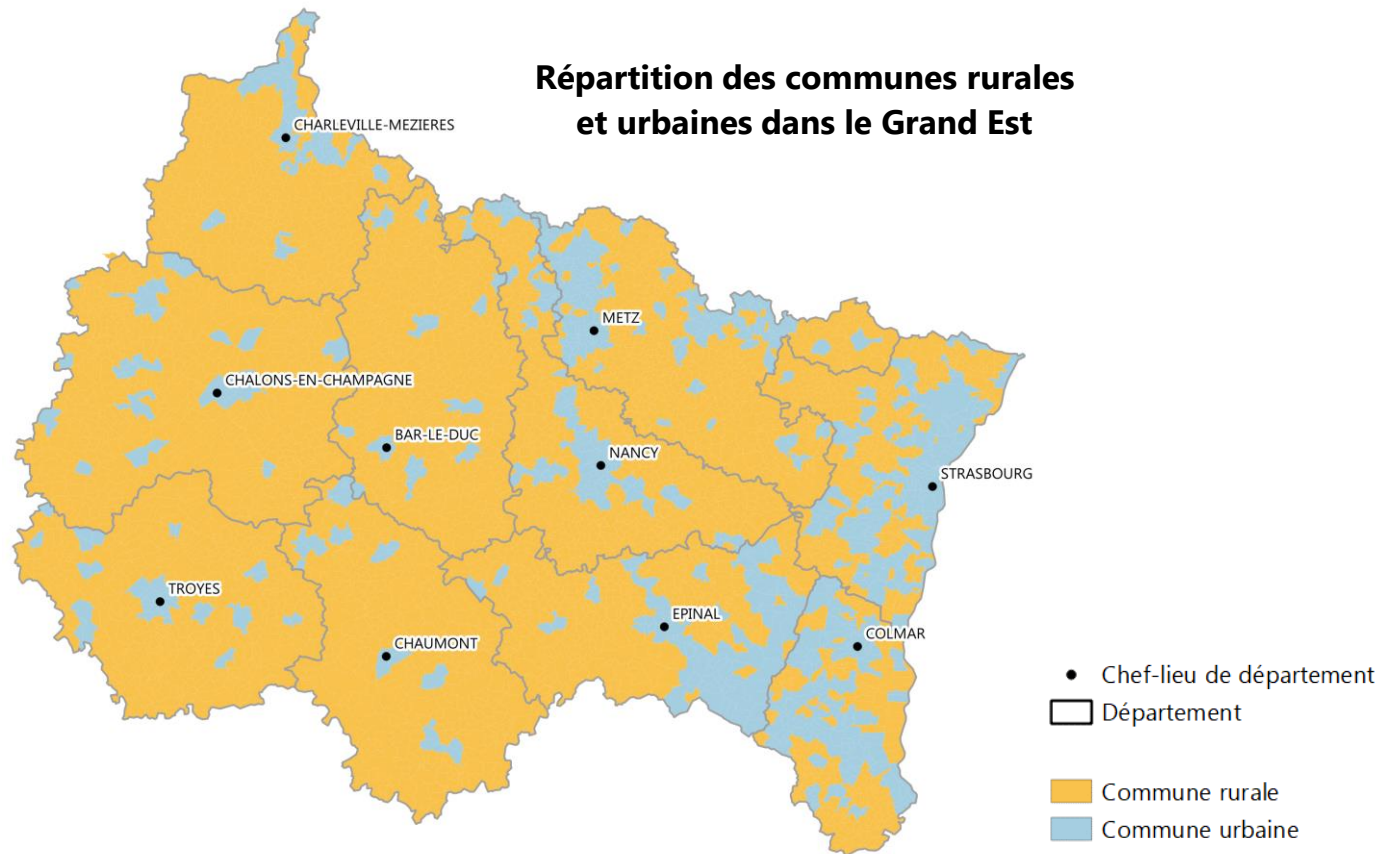 Répartition des communes rurales
et urbaines dans le Grand Est
CHARLEVILLE-MEZIERES
METZ
CHALONS-EN-CHAMPAGNE
BAR-LE-DUC
NANCY
STRASBOURG
TROYES
EPINAL
COLMAR
CHAUMONT
Chef-lieu de département
Département
Commune rurale
Commune urbaine